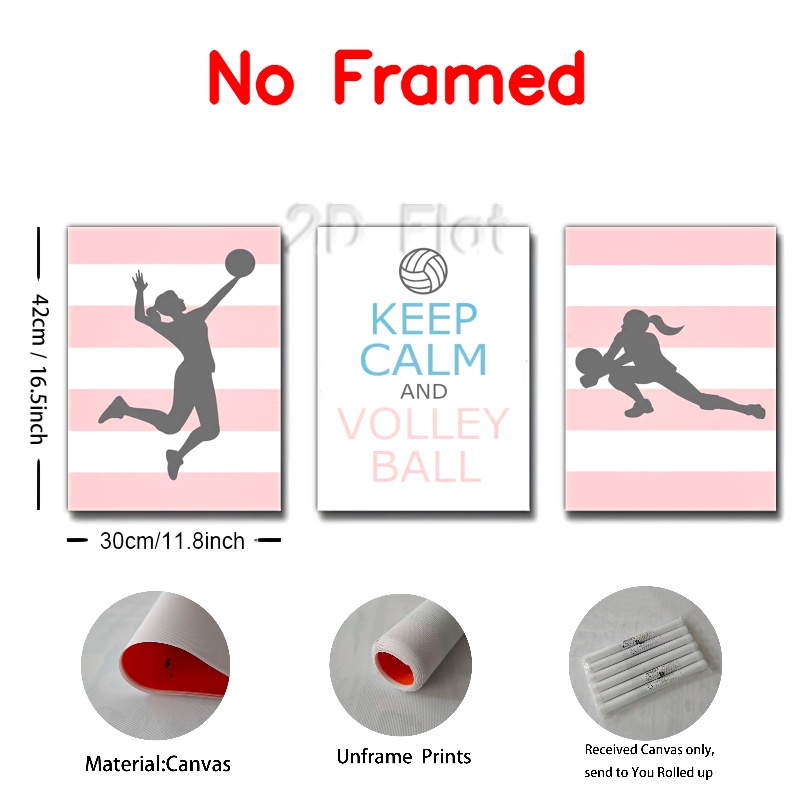 No Framed
2D Flat
42cm / 16.5inch
KEEP
CALM
AND
VOLLEY
BALL
30cm/11.8inch
Material:Canvas
Unframe Prints
Received Canvas only,
send to You Rolled up